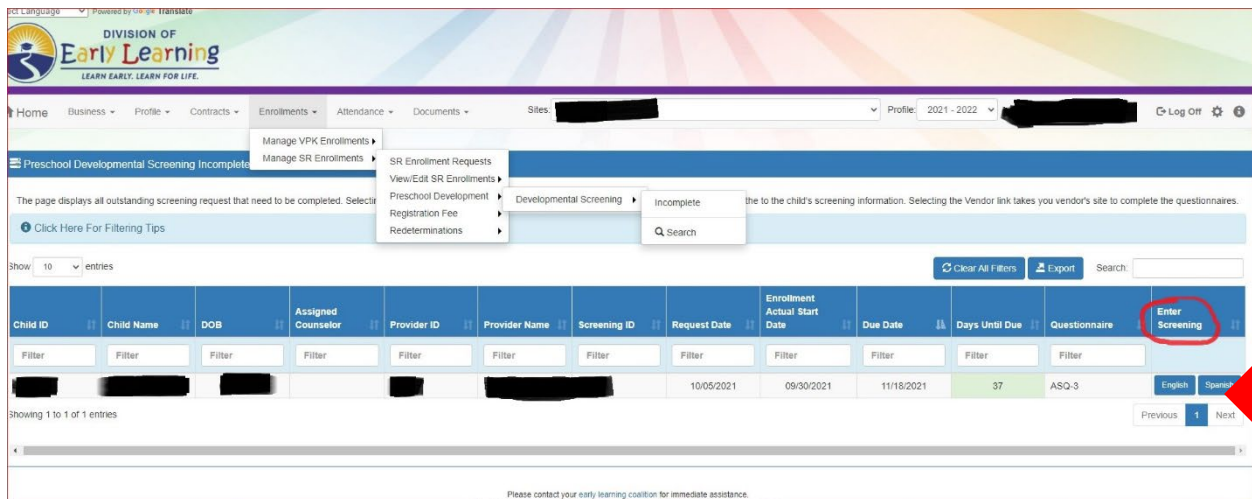 ect Language Powered by Google Translate
DIVISION OF
Early Learning
LEARN EARLY. LEARN FOR LIFE.
Home Business Profile Contracts Enrollments Attendance Documents Sites: Profile: 2021 - 2022 Log Off
Manage VPK Enrollments
Manage SR Enrollments
SR Enrollment Requests
View/Edit SR Enrollments
Preschool Development
Registration Fee
Redeterminations
Developmental Screening
Incomplete
Search
Preschool Developmental Screening Incomplete
The page displays all outstanding screening request that need to be completed. Selectin the to the child's screening information. Selecting the Vendor link takes you vendor's site to complete the questionnaires.
Click Here For Filtering Tips
Show 10 entries
Clear All Filters Export Search:
Child ID Child Name DOB Assigned Counselor Provider ID Provider Name Screening ID Request Date Enrollment Actual Start Date Due Date Days Until Due Questionnaire Enter Screening
Filter Filter Filter Filter Filter Filter Filter Filter Filter Filter Filter Filter
10/05/2021 09/30/2021 11/18/2021 37 ASQ-3 English Spanish
Showing 1 to 1 of 1 entries
Previous 1 Next
Please contact your early learning coalition for immediate assistance.